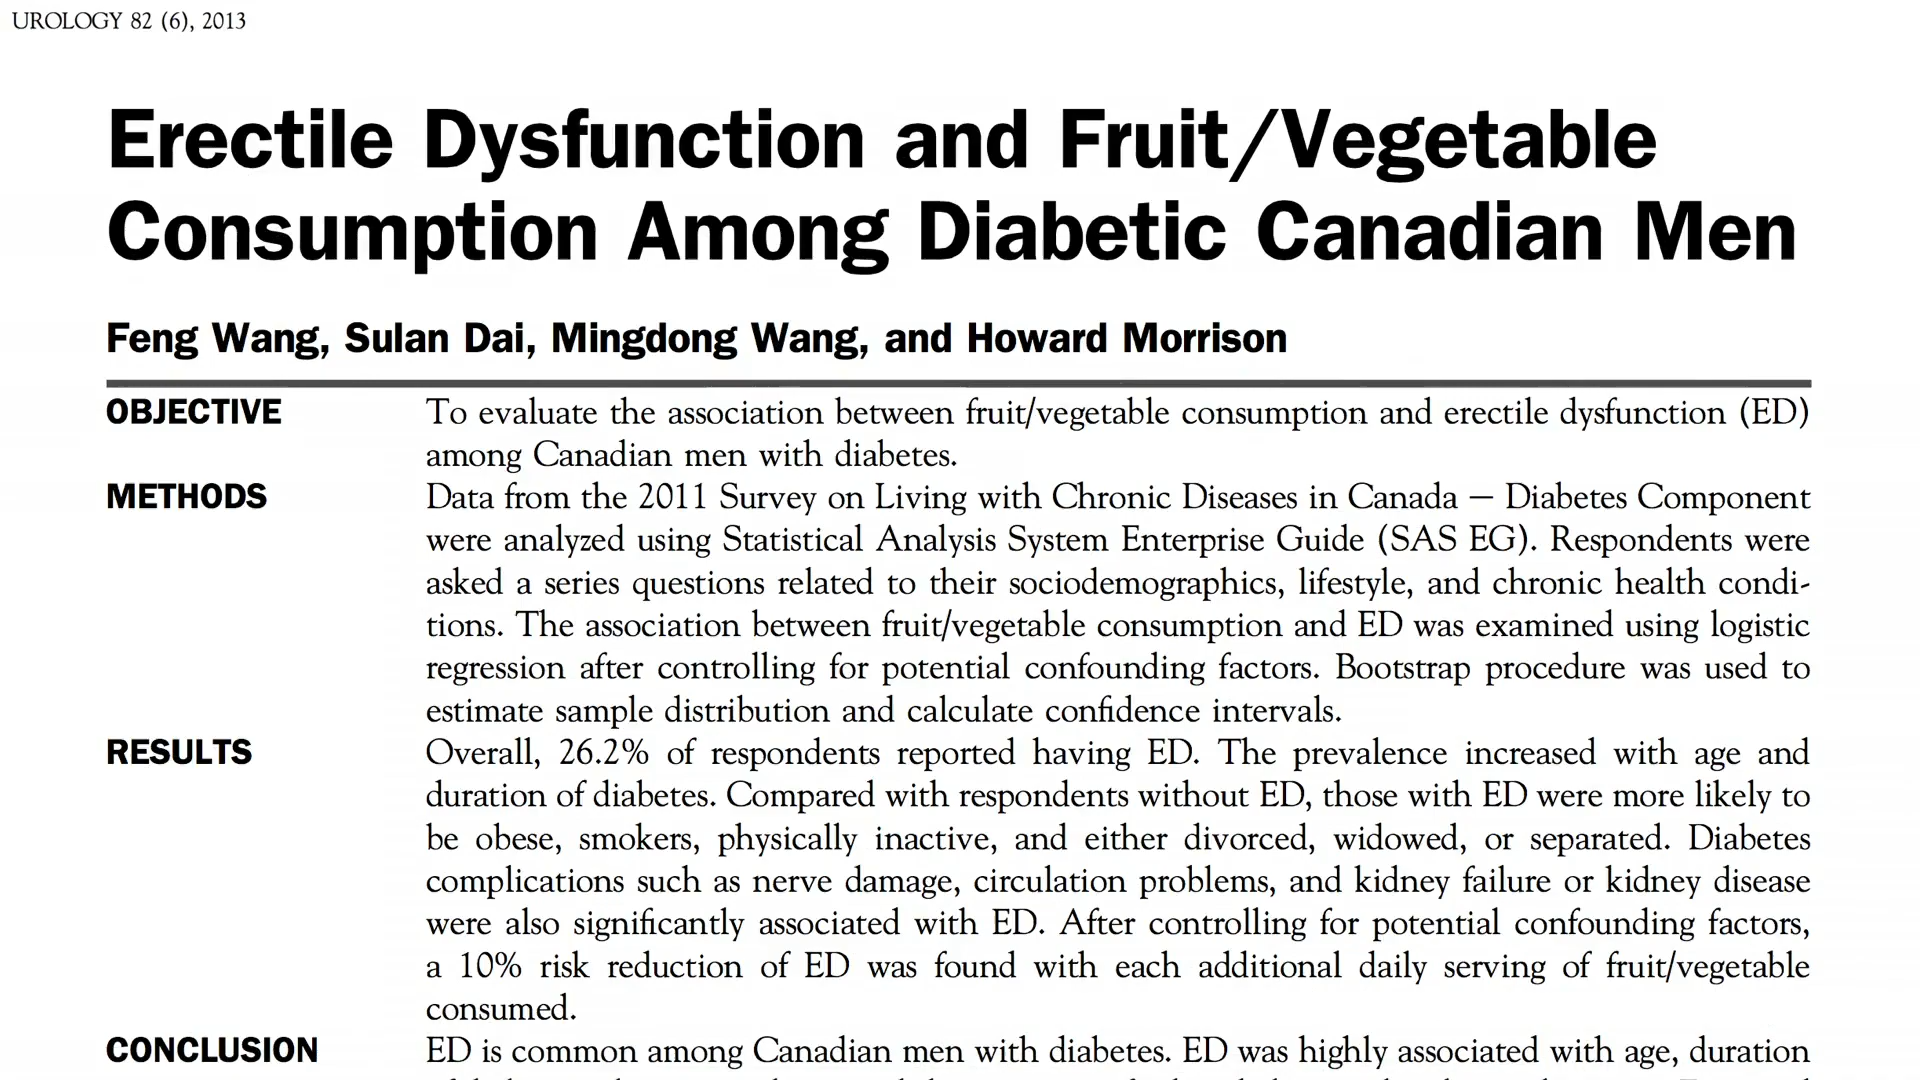 UROLOGY 82 (6), 2013
Erectile Dysfunction and Fruit/Vegetable
Consumption Among Diabetic Canadian Men
Feng Wang, Sulan Dai, Mingdong Wang, and Howard Morrison
OBJECTIVE To evaluate the association between fruit/vegetable consumption and erectile dysfunction (ED)
among Canadian men with diabetes.
METHODS Data from the 2011 Survey on Living with Chronic Diseases in Canada — Diabetes Component
were analyzed using Statistical Analysis System Enterprise Guide (SAS EG). Respondents were
asked a series questions related to their sociodemographics, lifestyle, and chronic health condi-
tions. The association between fruit/vegetable consumption and ED was examined using logistic
regression after controlling for potential confounding factors. Bootstrap procedure was used to
estimate sample distribution and calculate confidence intervals.
RESULTS Overall, 26.2% of respondents reported having ED. The prevalence increased with age and
duration of diabetes. Compared with respondents without ED, those with ED were more likely to
be obese, smokers, physically inactive, and either divorced, widowed, or separated. Diabetes
complications such as nerve damage, circulation problems, and kidney failure or kidney disease
were also significantly associated with ED. After controlling for potential confounding factors,
a 10% risk reduction of ED was found with each additional daily serving of fruit/vegetable
consumed.
CONCLUSION ED is common among Canadian men with diabetes. ED was highly associated with age, duration